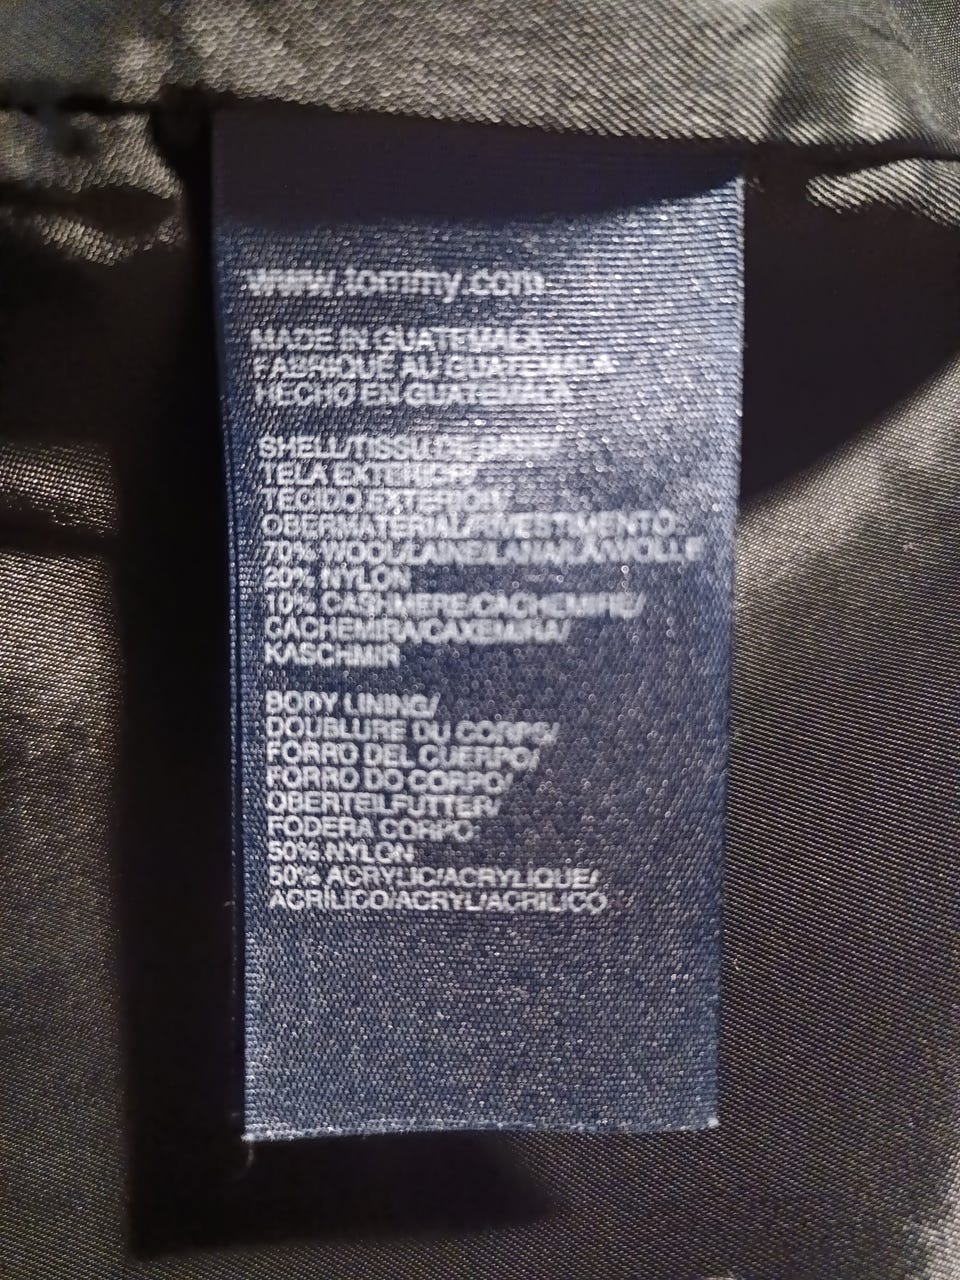 www.tommy.com
MADE IN GUATEMALA
FABRIQUÉ AU GUATEMALA
HECHO EN GUATEMALA
SHELL/TISSU DE BASE/
TELA EXTERIOR/
TECIDO EXTERIOR/
OBERMATERIAL/RIVESTIMENTO:
70% WOOL/LAINE/LANA/LÃ/WOLLE
20% NYLON
10% CASHMERE/CACHEMIRE/
CACHEMIRA/CAXEMIRA/
KASCHMIR
BODY LINING/
DOUBLURE DU CORPS/
FORRO DEL CUERPO/
FORRO DO CORPO/
OBERTEILFUTTER/
FODERA CORPO:
50% NYLON
50% ACRYLIC/ACRYLIQUE/
ACRÍLICO/ACRYL/ACRILICO